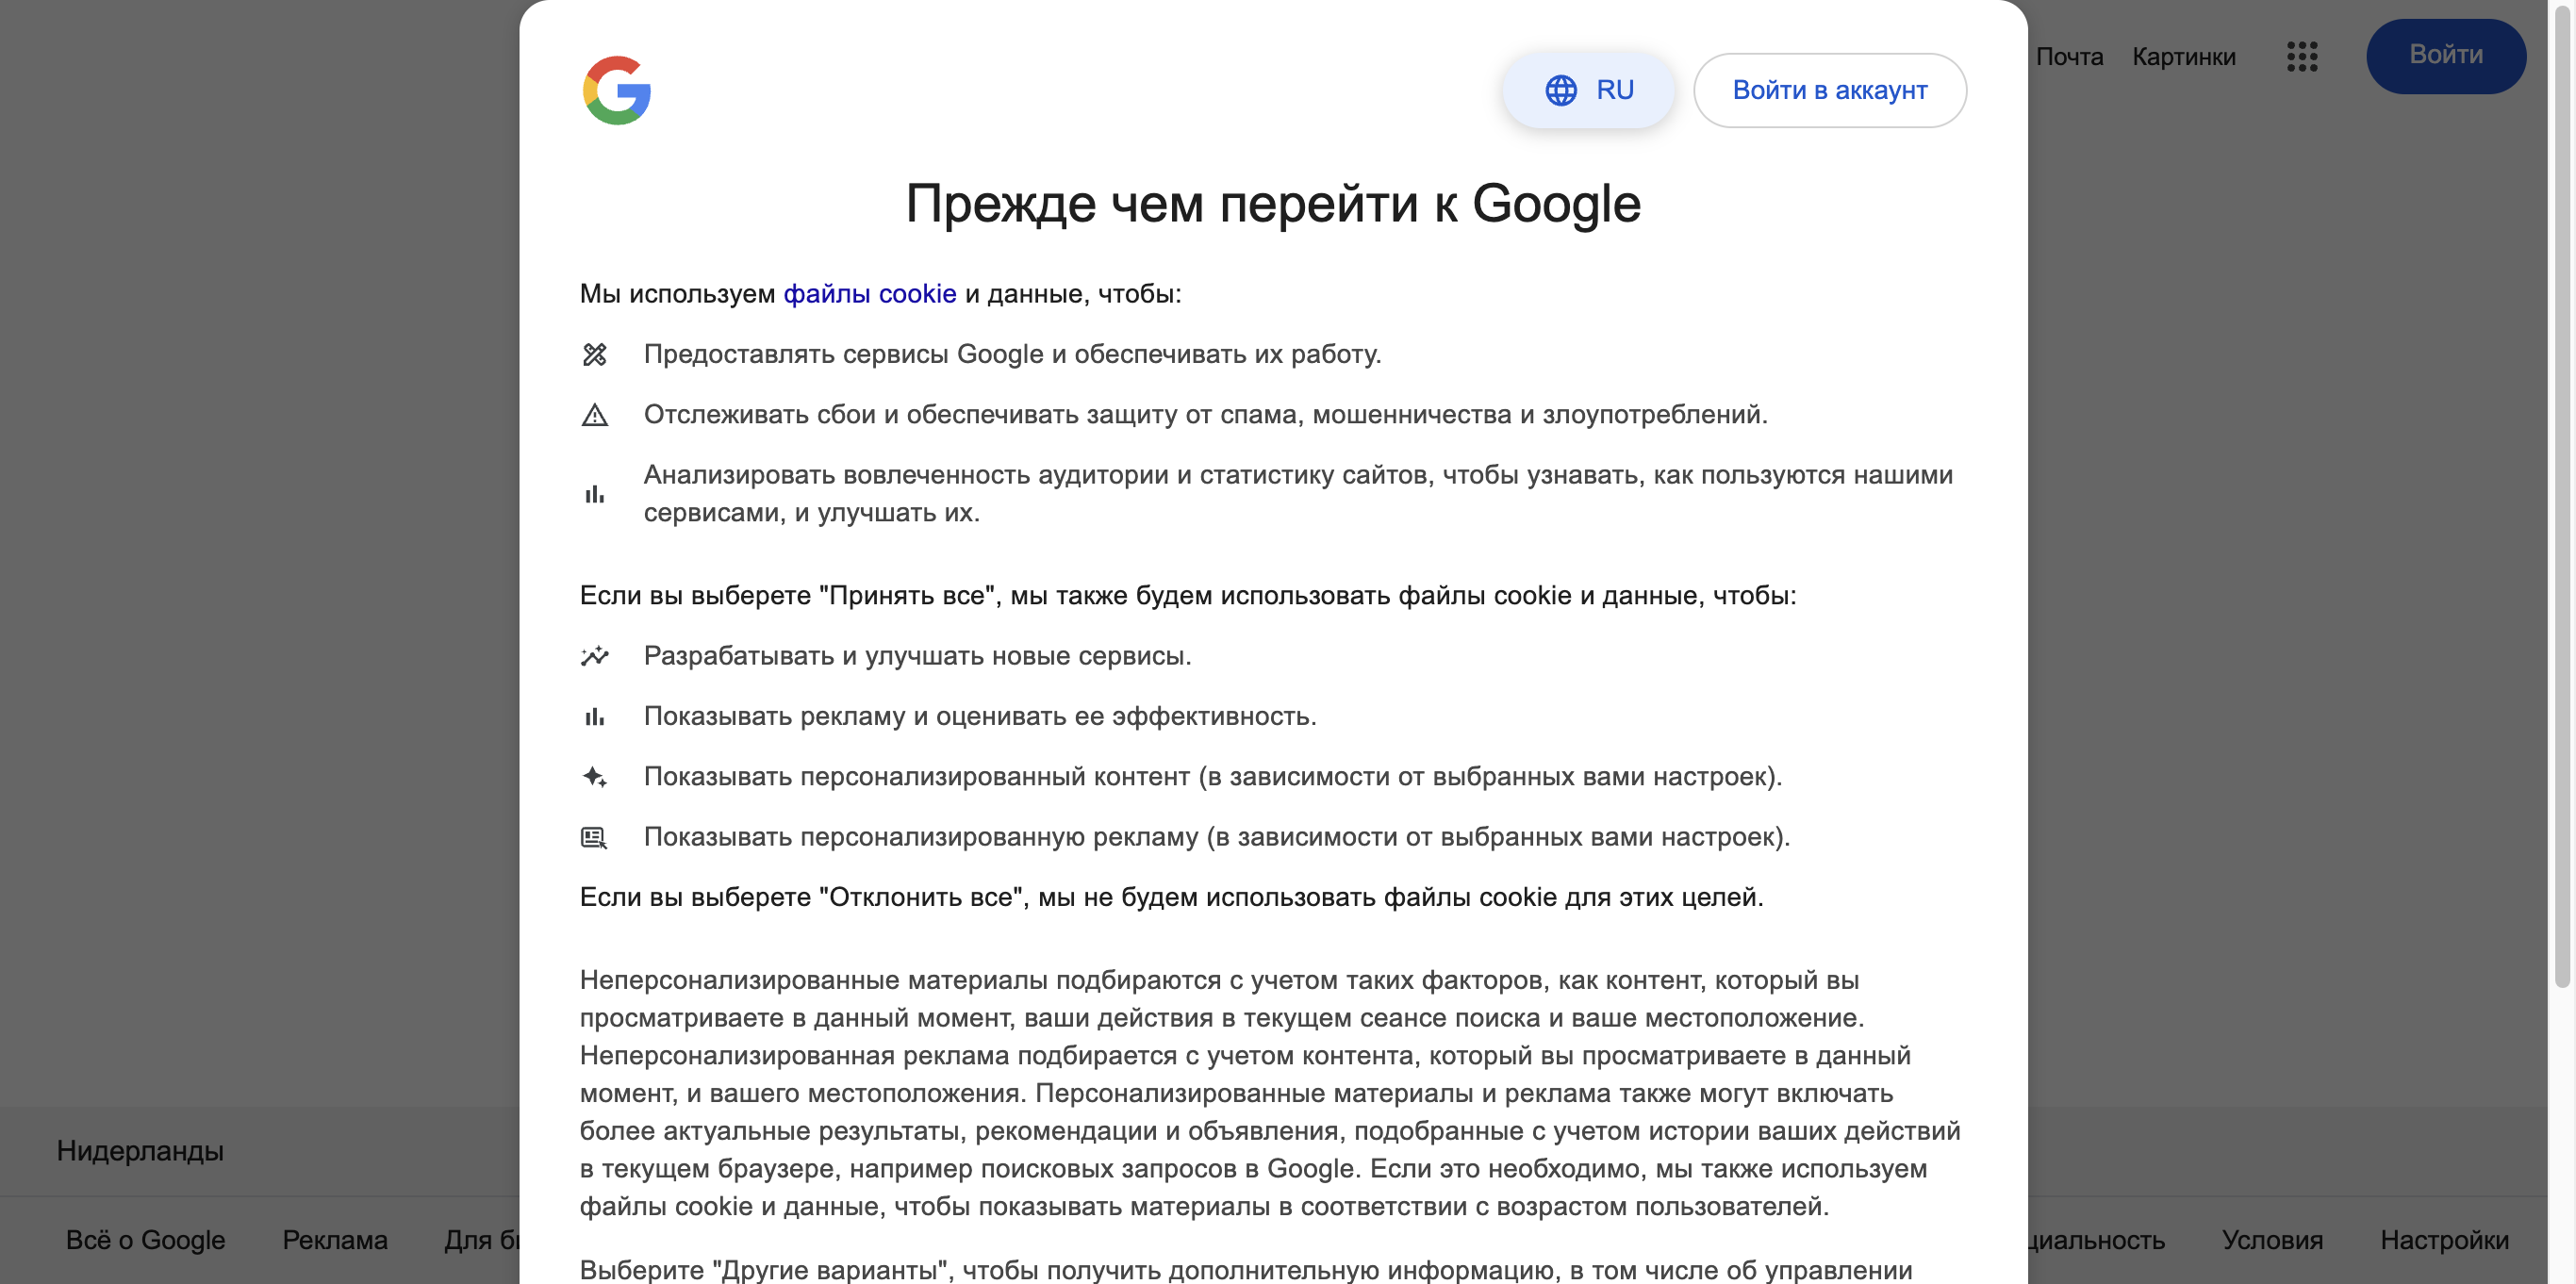 Почта Картинки Войти
RU Войти в аккаунт
Прежде чем перейти к Google
Мы используем файлы cookie и данные, чтобы:
Предоставлять сервисы Google и обеспечивать их работу.
Отслеживать сбои и обеспечивать защиту от спама, мошенничества и злоупотреблений.
Анализировать вовлеченность аудитории и статистику сайтов, чтобы узнавать, как пользуются нашими
сервисами, и улучшать их.
Если вы выберете "Принять все", мы также будем использовать файлы cookie и данные, чтобы:
Разрабатывать и улучшать новые сервисы.
Показывать рекламу и оценивать ее эффективность.
Показывать персонализированный контент (в зависимости от выбранных вами настроек).
Показывать персонализированную рекламу (в зависимости от выбранных вами настроек).
Если вы выберете "Отклонить все", мы не будем использовать файлы cookie для этих целей.
Неперсонализированные материалы подбираются с учетом таких факторов, как контент, который вы
просматриваете в данный момент, ваши действия в текущем сеансе поиска и ваше местоположение.
Неперсонализированная реклама подбирается с учетом контента, который вы просматриваете в данный
момент, и вашего местоположения. Персонализированные материалы и реклама также могут включать
более актуальные результаты, рекомендации и объявления, подобранные с учетом истории ваших действий
в текущем браузере, например поисковых запросов в Google. Если это необходимо, мы также используем
файлы cookie и данные, чтобы показывать материалы в соответствии с возрастом пользователей.
Выберите "Другие варианты", чтобы получить дополнительную информацию, в том числе об управлении
Нидерланды
Всё о Google Реклама Для Условия Настройки